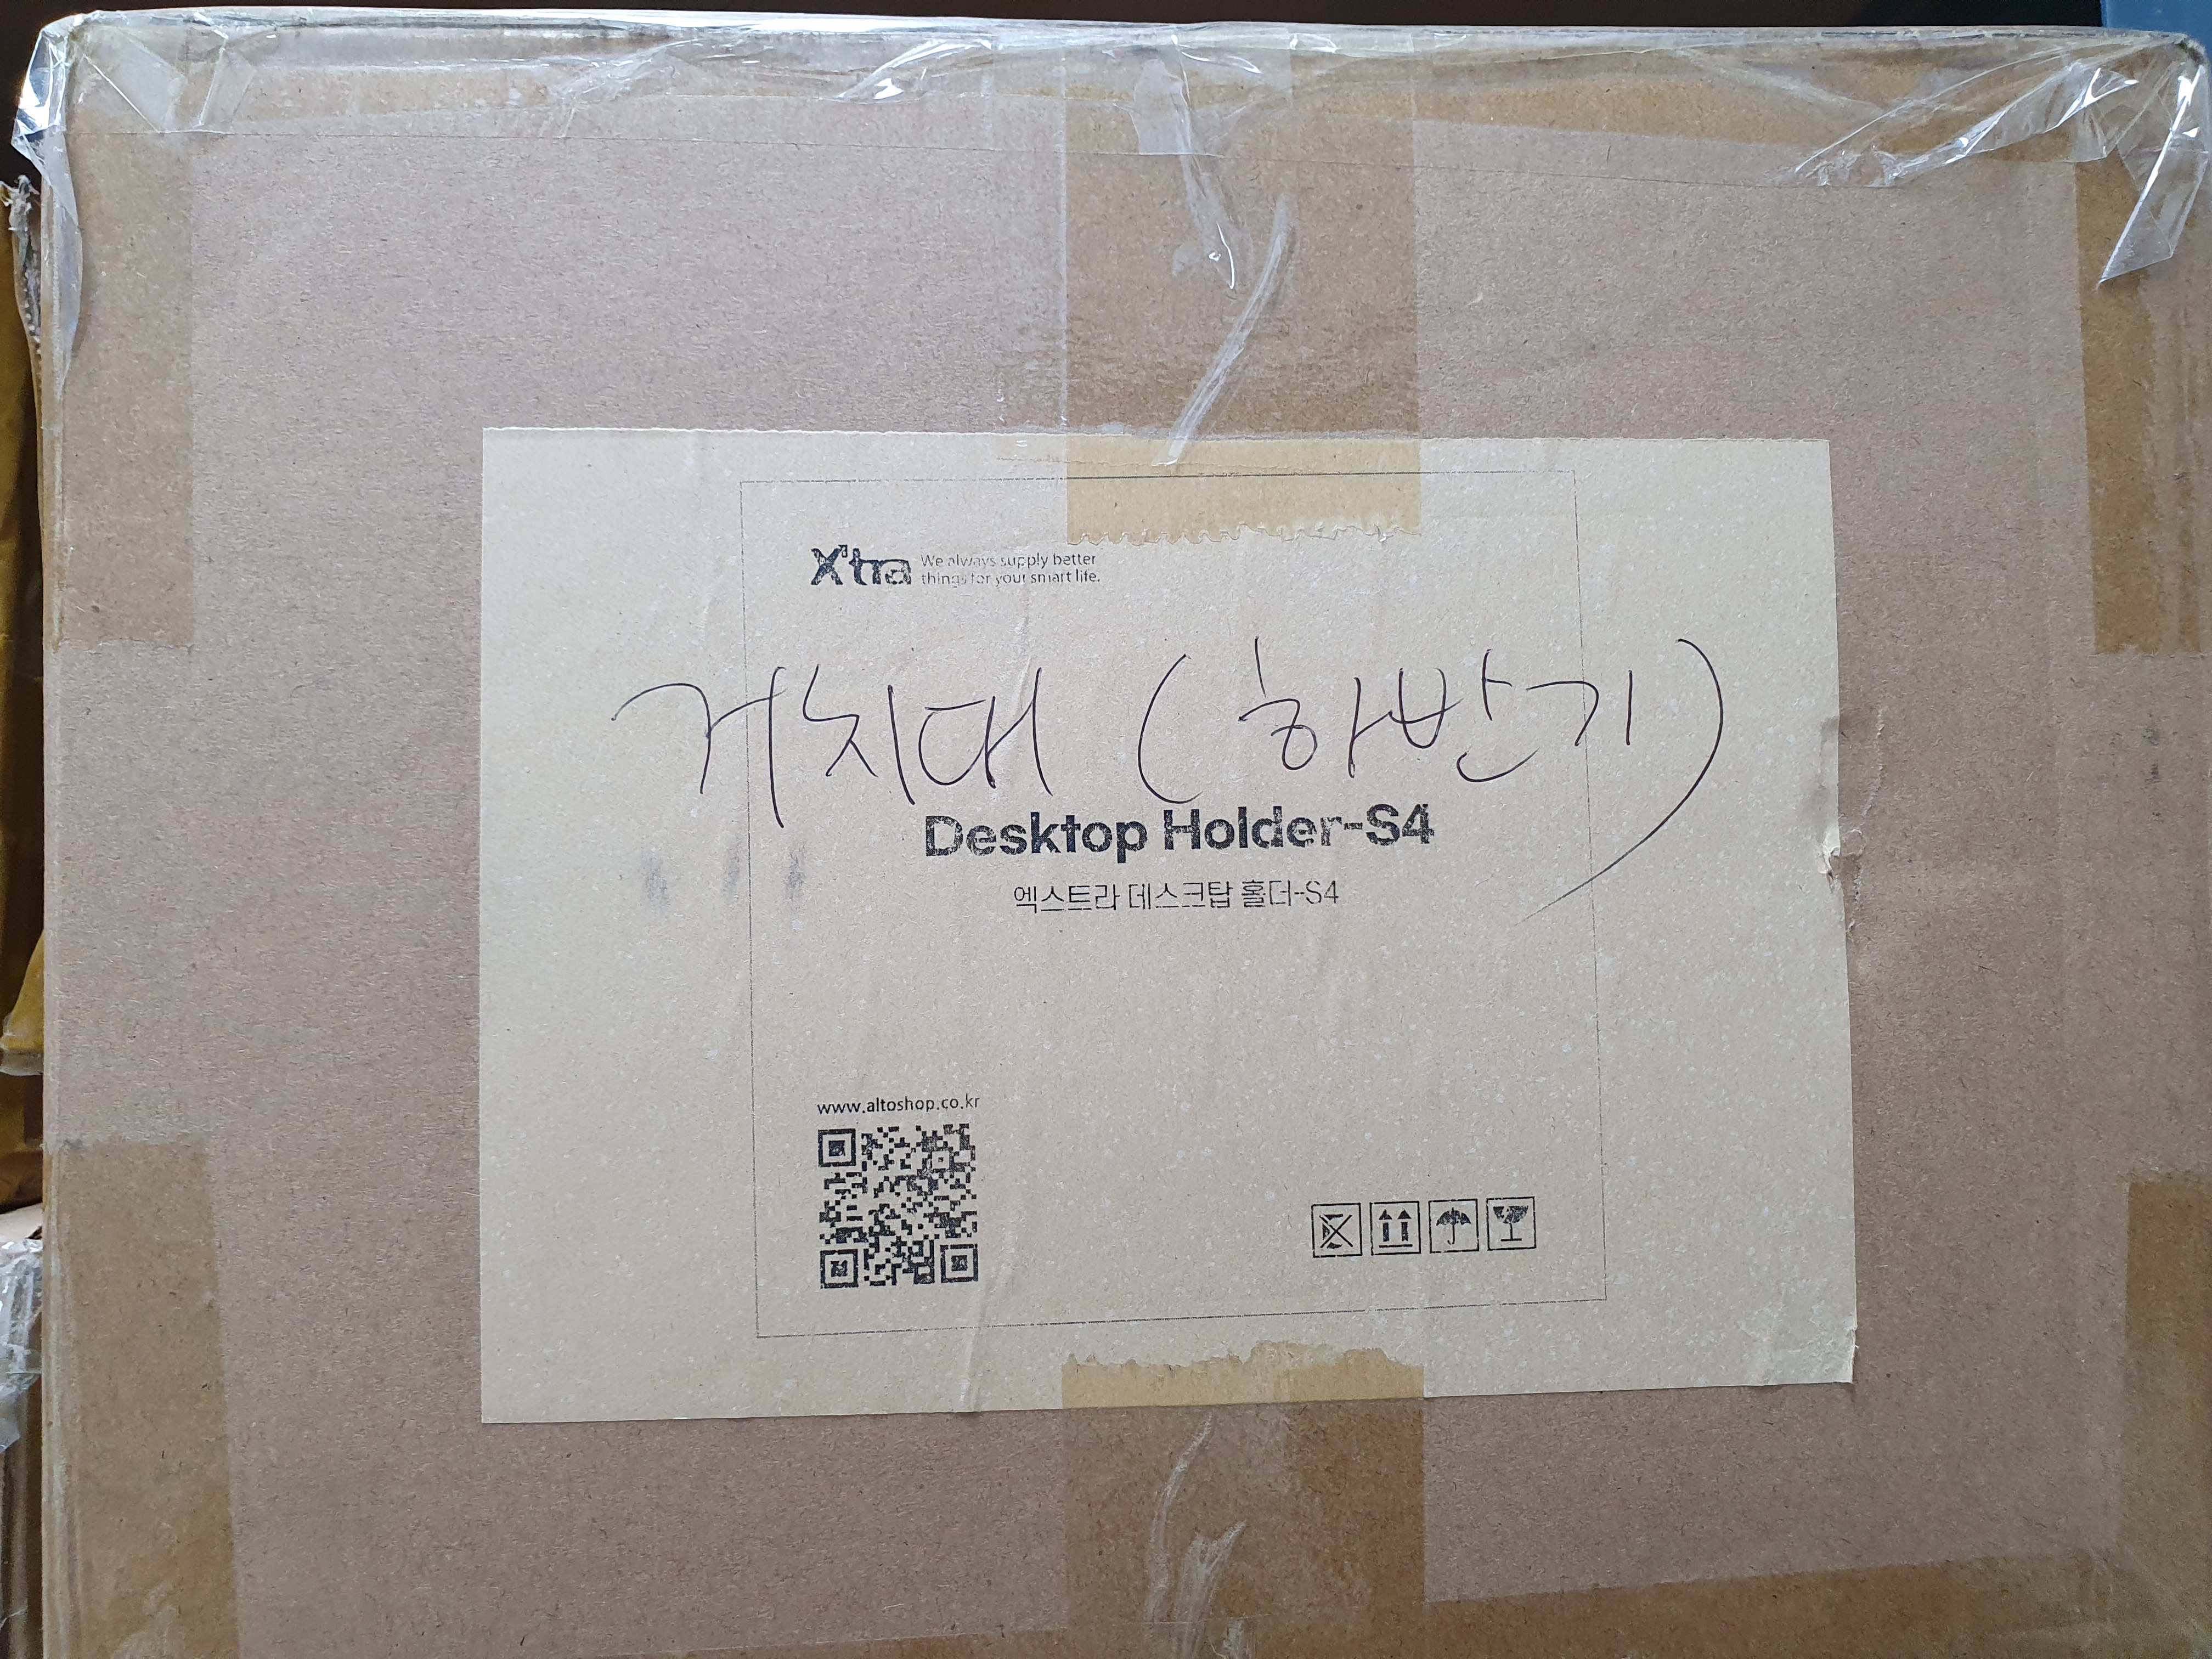 Xtra We always supply better
things for your smart life.
거치대 (하반기)
Desktop Holder-S4
엑스트라 데스크탑 홀더-S4
www.altoshop.co.kr